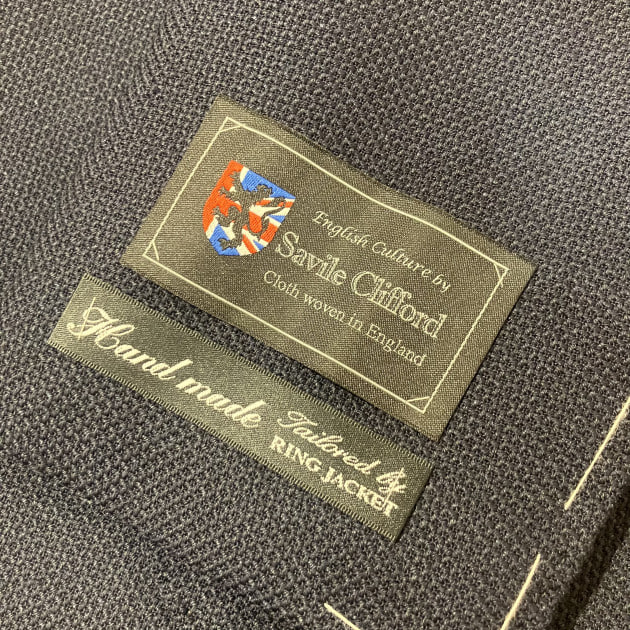 English Culture by
Savile Clifford
Cloth woven in England
Hand made
Tailored by
RING JACKET